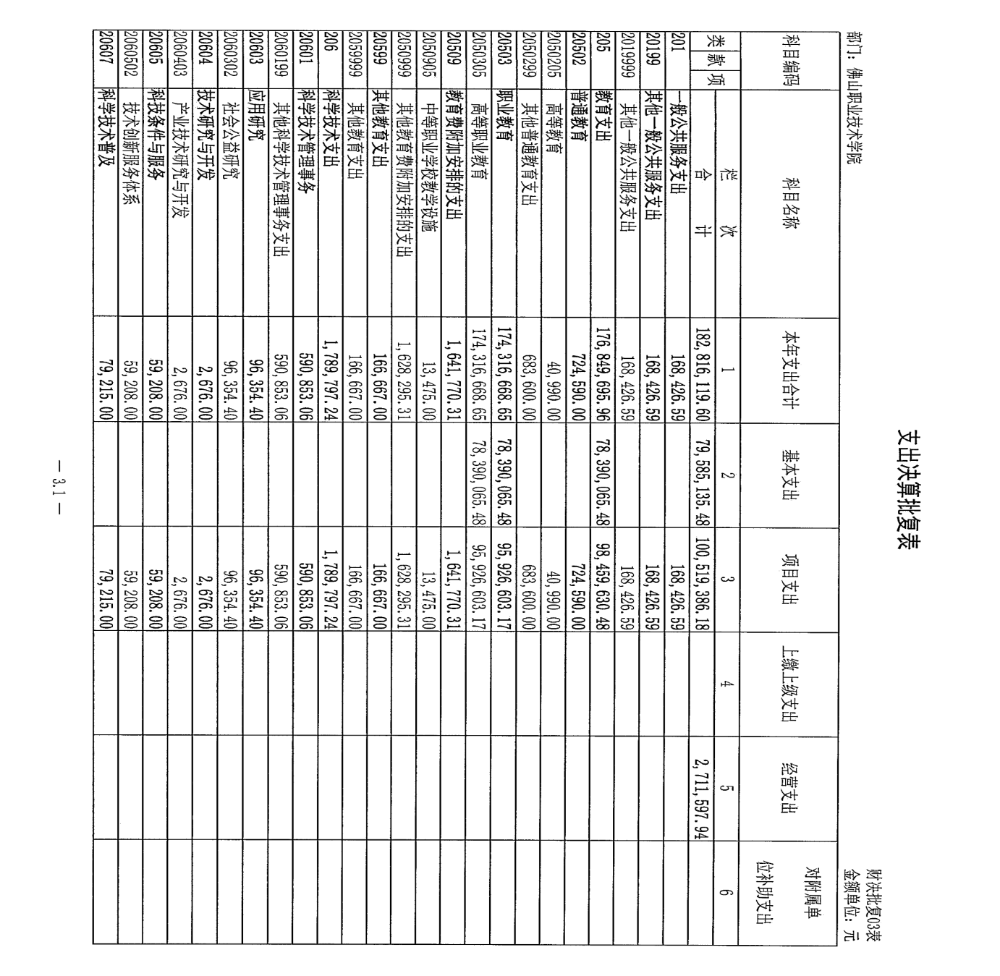 支出决算批复表
财决批复03表
部门：佛山职业技术学院 金额单位：元
科目编码 科目名称 本年支出合计 基本支出 项目支出 上缴上级支出 经营支出 对附属单
位补助支出
类 款 项 栏 次 1 2 3 4 5 6
合 计 182,816,119.60 79,585,135.48 100,519,386.18 2,711,597.94
201 一般公共服务支出 168,426.59 168,426.59
20199 其他一般公共服务支出 168,426.59 168,426.59
2019999 其他一般公共服务支出 168,426.59 168,426.59
205 教育支出 176,849,695.96 78,390,065.48 98,459,630.48
20502 普通教育 724,590.00 724,590.00
2050205 高等教育 40,990.00 40,990.00
2050299 其他普通教育支出 683,600.00 683,600.00
20503 职业教育 174,316,668.65 78,390,065.48 95,926,603.17
2050305 高等职业教育 174,316,668.65 78,390,065.48 95,926,603.17
20509 教育费附加安排的支出 1,641,770.31 1,641,770.31
2050905 中等职业学校教学设施 13,475.00 13,475.00
2050999 其他教育费附加安排的支出 1,628,295.31 1,628,295.31
20599 其他教育支出 166,667.00 166,667.00
2059999 其他教育支出 166,667.00 166,667.00
206 科学技术支出 1,789,797.24 1,789,797.24
20601 科学技术管理事务 590,853.06 590,853.06
2060199 其他科学技术管理事务支出 590,853.06 590,853.06
20603 应用研究 96,354.40 96,354.40
2060302 社会公益研究 96,354.40 96,354.40
20604 技术研究与开发 2,676.00 2,676.00
2060403 产业技术研究与开发 2,676.00 2,676.00
20605 科技条件与服务 59,208.00 59,208.00
2060502 技术创新服务体系 59,208.00 59,208.00
20607 科学技术普及 79,215.00 79,215.00
— 3.1 —